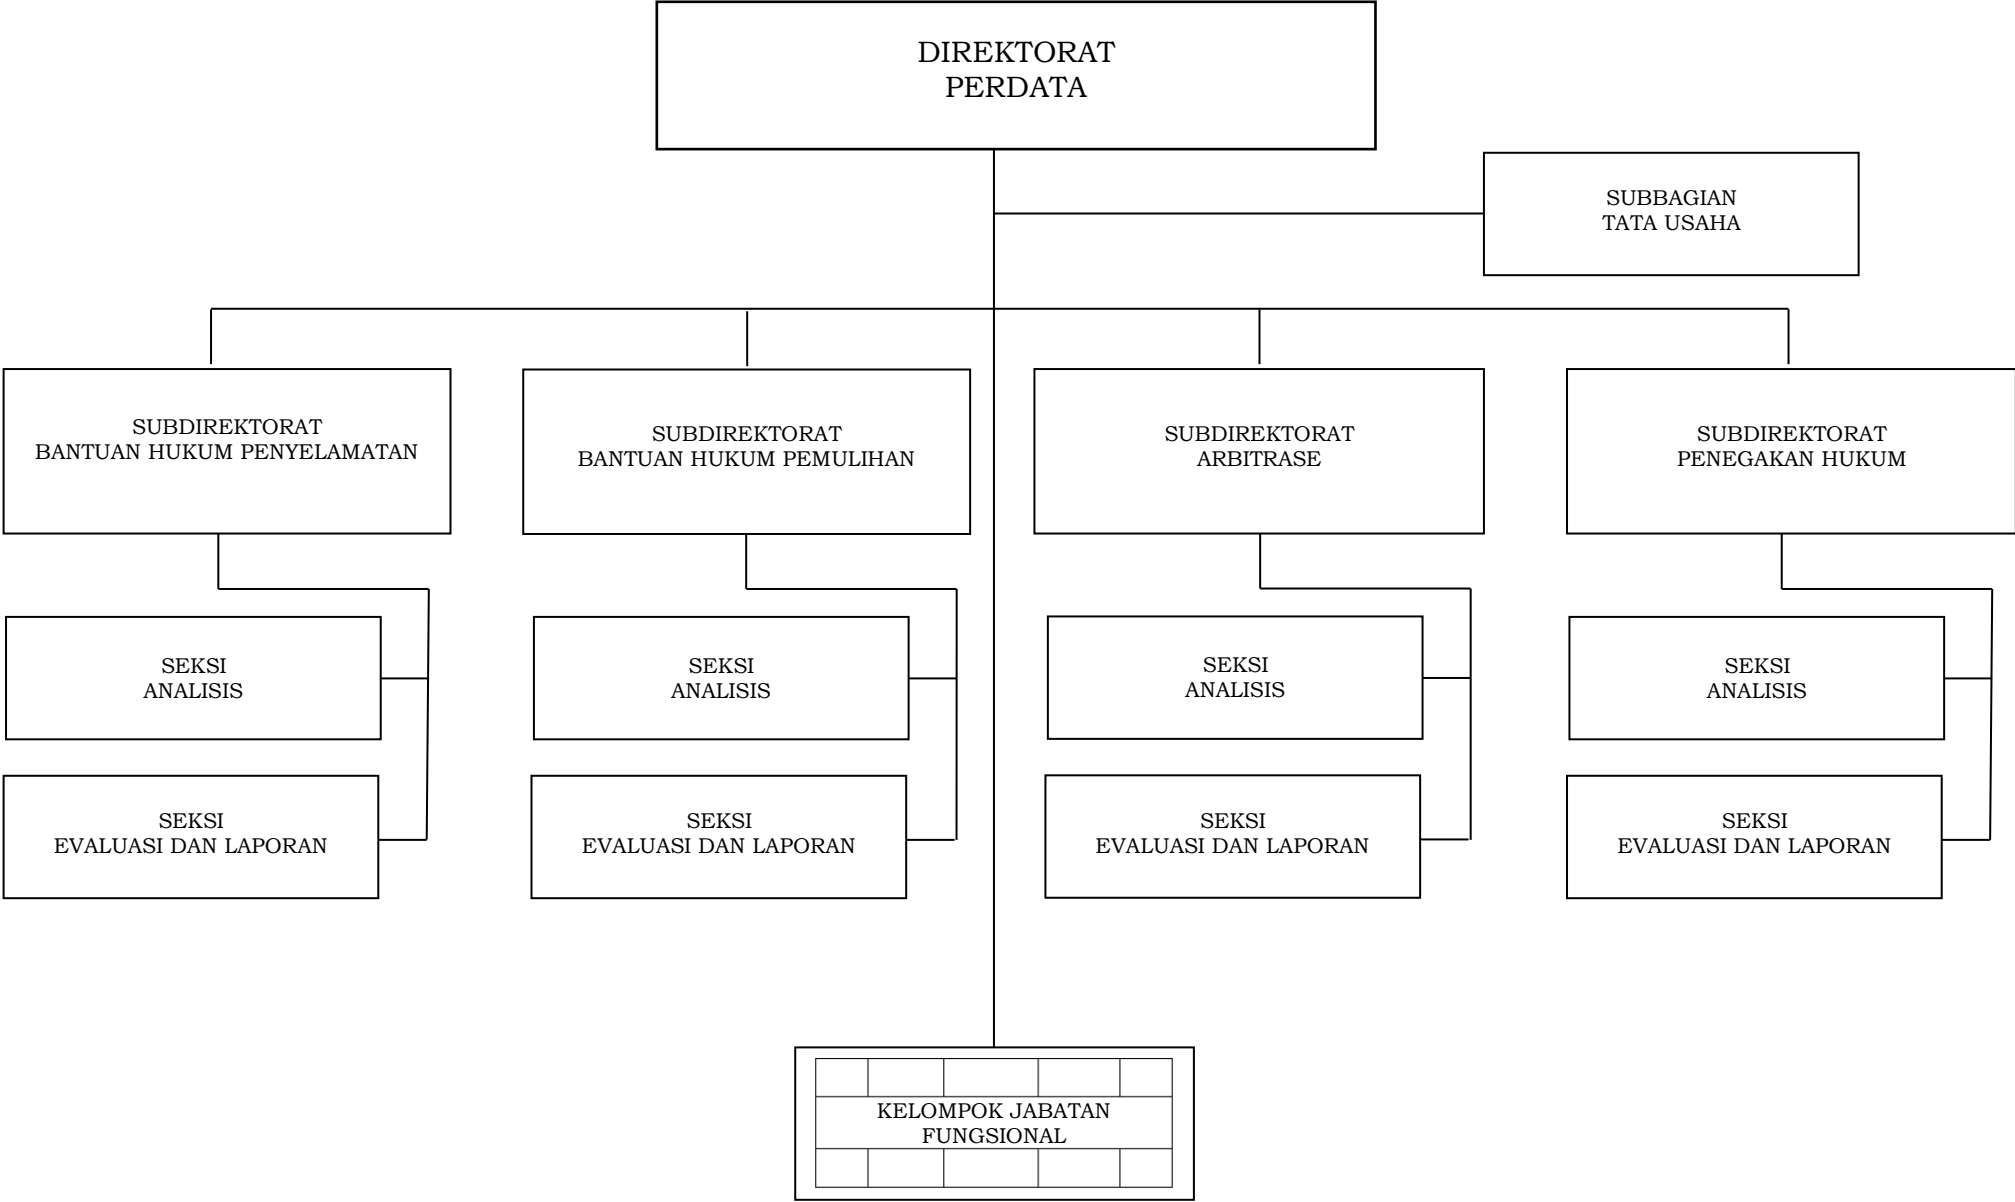 DIREKTORAT
PERDATA
SUBBAGIAN
TATA USAHA
SUBDIREKTORAT
BANTUAN HUKUM PENYELAMATAN
SUBDIREKTORAT
BANTUAN HUKUM PEMULIHAN
SUBDIREKTORAT
ARBITRASE
SUBDIREKTORAT
PENEGAKAN HUKUM
SEKSI
ANALISIS
SEKSI
ANALISIS
SEKSI
ANALISIS
SEKSI
ANALISIS
SEKSI
EVALUASI DAN LAPORAN
SEKSI
EVALUASI DAN LAPORAN
SEKSI
EVALUASI DAN LAPORAN
SEKSI
EVALUASI DAN LAPORAN
KELOMPOK JABATAN
FUNGSIONAL